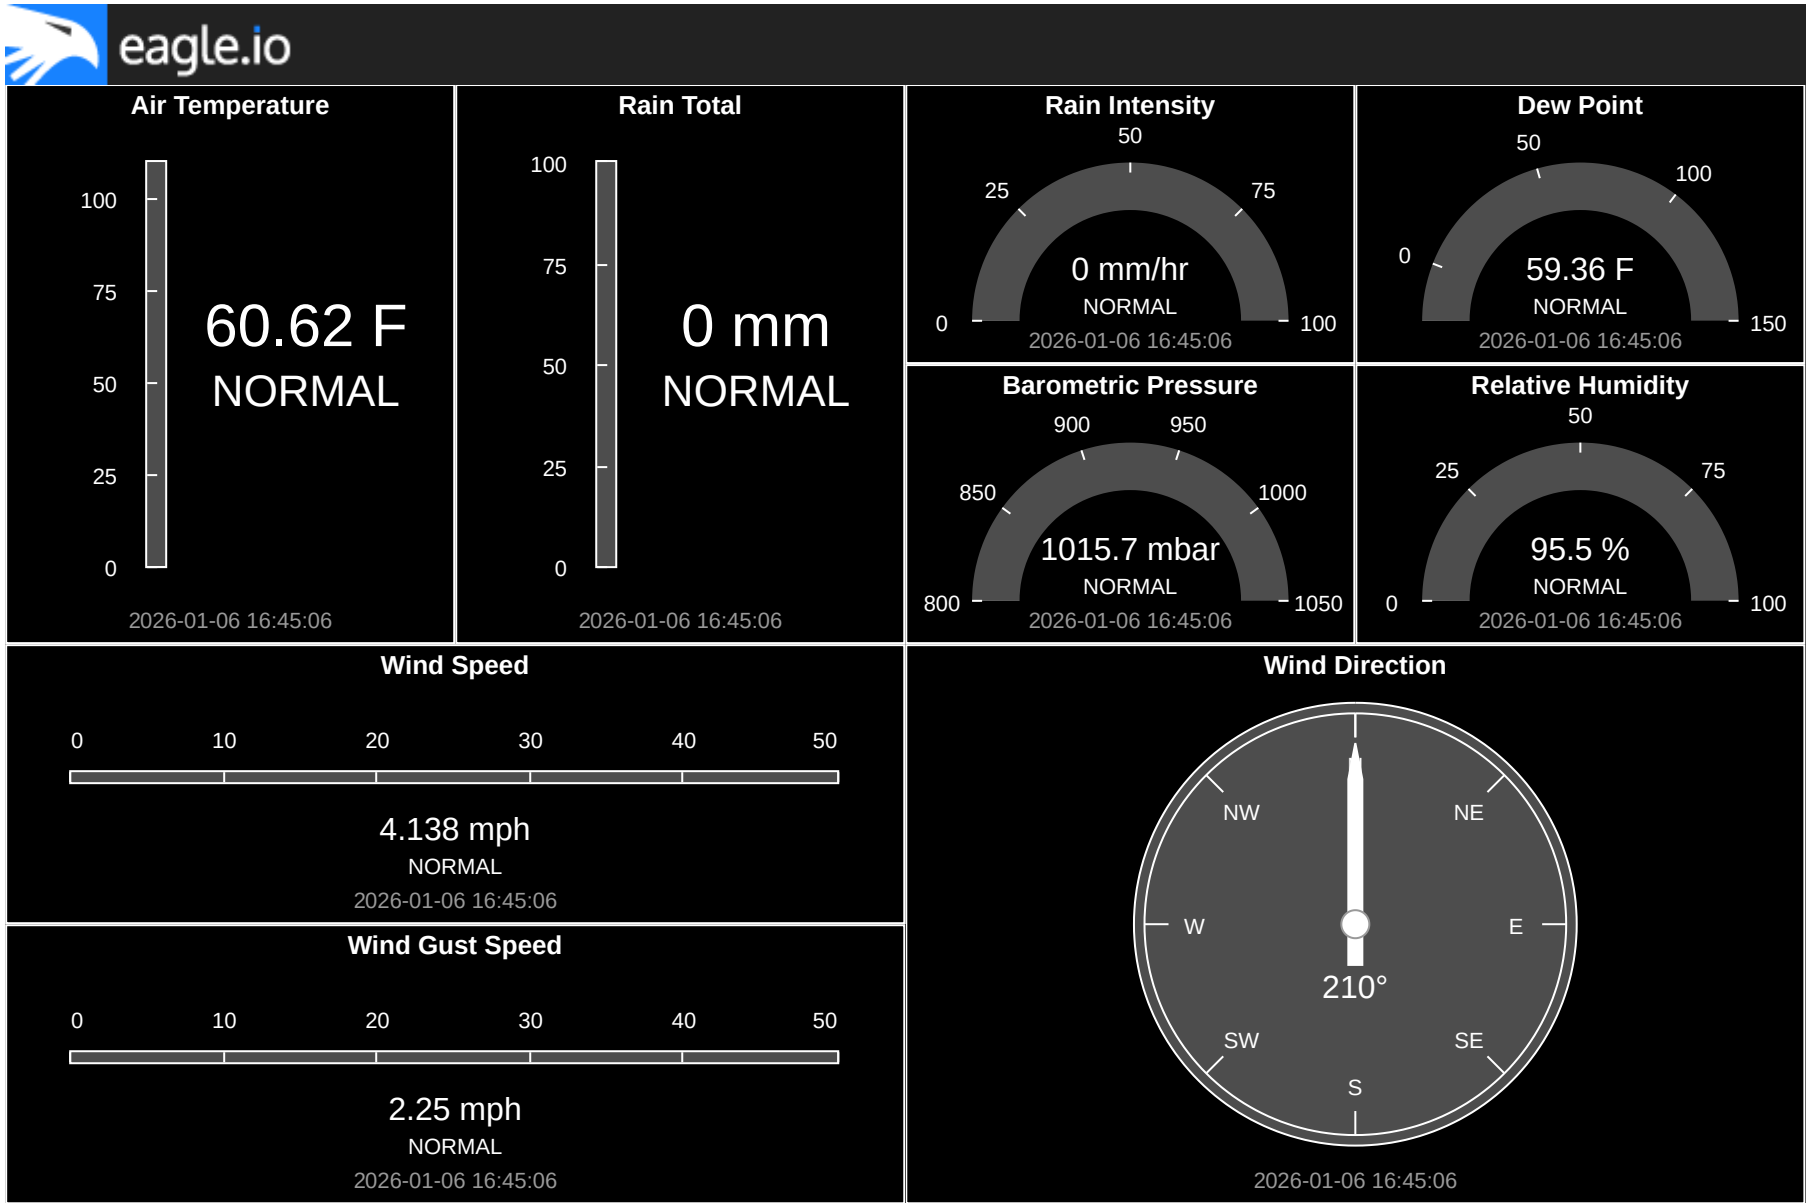 eagle.io
Air Temperature
100
75
50
25
0
60.62 F
NORMAL
2026-01-06 16:45:06
Rain Total
100
75
50
25
0
0 mm
NORMAL
2026-01-06 16:45:06
Rain Intensity
50
25
75
0
100
0 mm/hr
NORMAL
2026-01-06 16:45:06
Dew Point
50
100
0
150
59.36 F
NORMAL
2026-01-06 16:45:06
Barometric Pressure
900
950
850
1000
800
1050
1015.7 mbar
NORMAL
2026-01-06 16:45:06
Relative Humidity
50
25
75
0
100
95.5 %
NORMAL
2026-01-06 16:45:06
Wind Speed
0 10 20 30 40 50
4.138 mph
NORMAL
2026-01-06 16:45:06
Wind Gust Speed
0 10 20 30 40 50
2.25 mph
NORMAL
2026-01-06 16:45:06
Wind Direction
NW NE
W E
210°
SW SE
S
2026-01-06 16:45:06